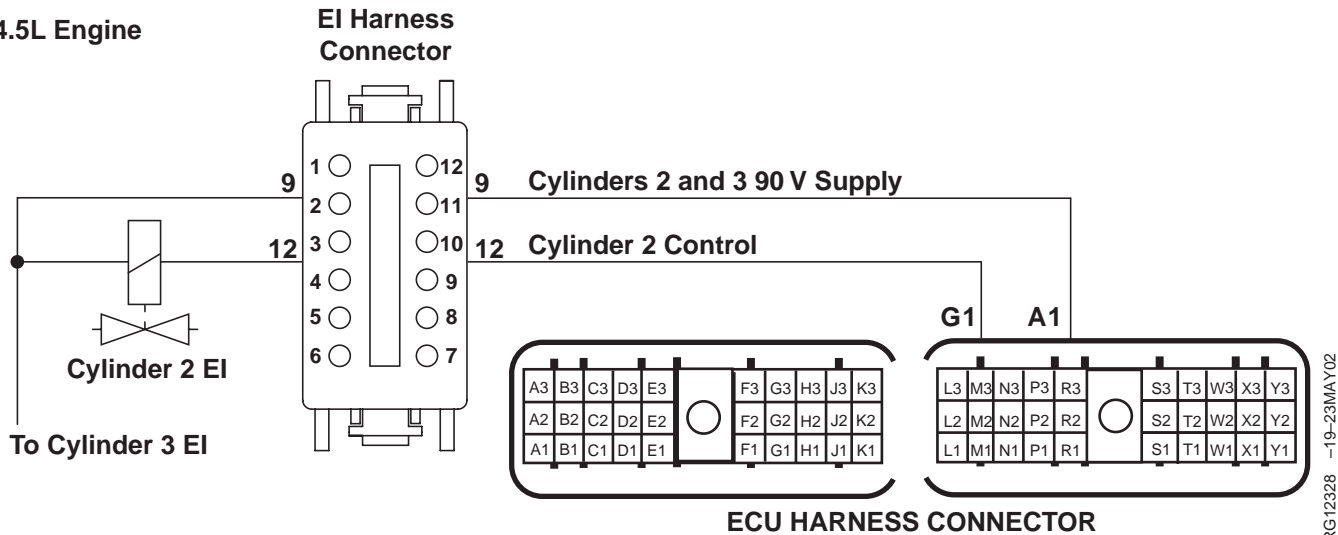 4.5L Engine
EI Harness
Connector
1
12
9
9
Cylinders 2 and 3 90 V Supply
2
11
12
3
10
12
Cylinder 2 Control
4
9
5
8
6
7
G1
A1
Cylinder 2 EI
To Cylinder 3 EI
A3 B3 C3 D3 E3 F3 G3 H3 J3 K3
A2 B2 C2 D2 E2 F2 G2 H2 J2 K2
A1 B1 C1 D1 E1 F1 G1 H1 J1 K1
L3 M3 N3 P3 R3 S3 T3 W3 X3 Y3
L2 M2 N2 P2 R2 S2 T2 W2 X2 Y2
L1 M1 N1 P1 R1 S1 T1 W1 X1 Y1
ECU HARNESS CONNECTOR
RG12328 –19–23MAY02